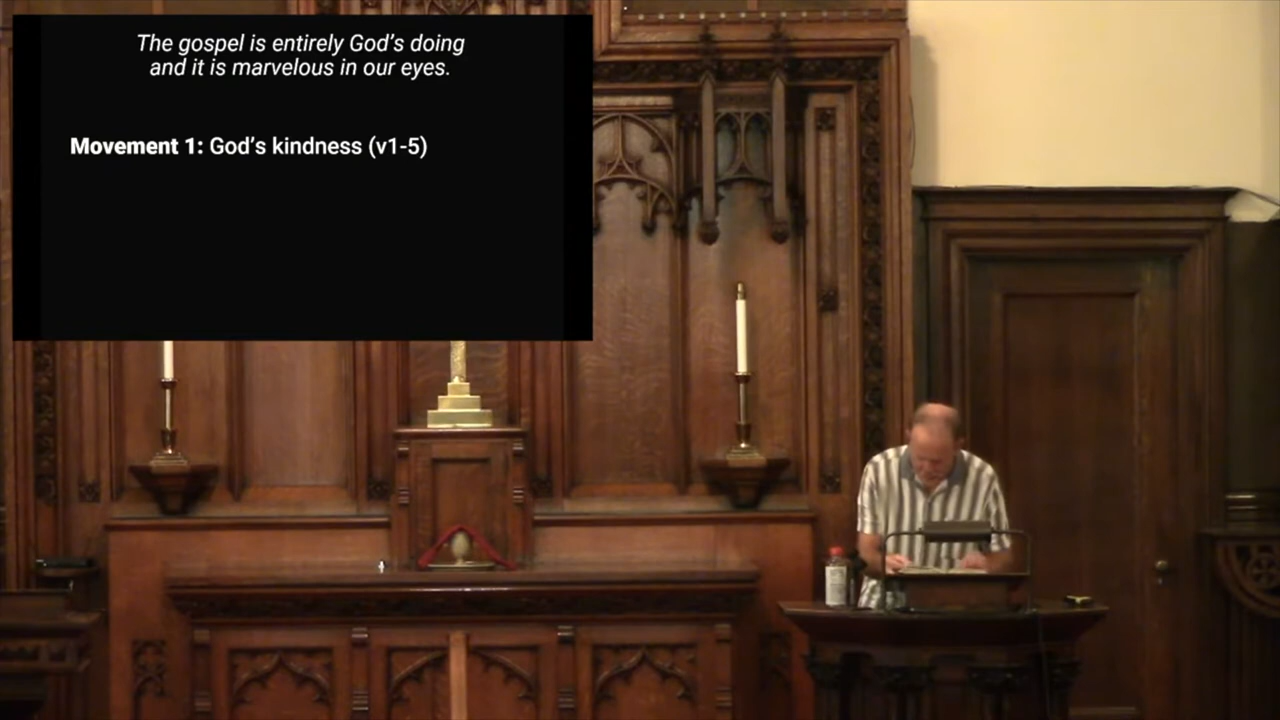 The gospel is entirely God's doing
and it is marvelous in our eyes.
Movement 1: God's kindness (v1-5)